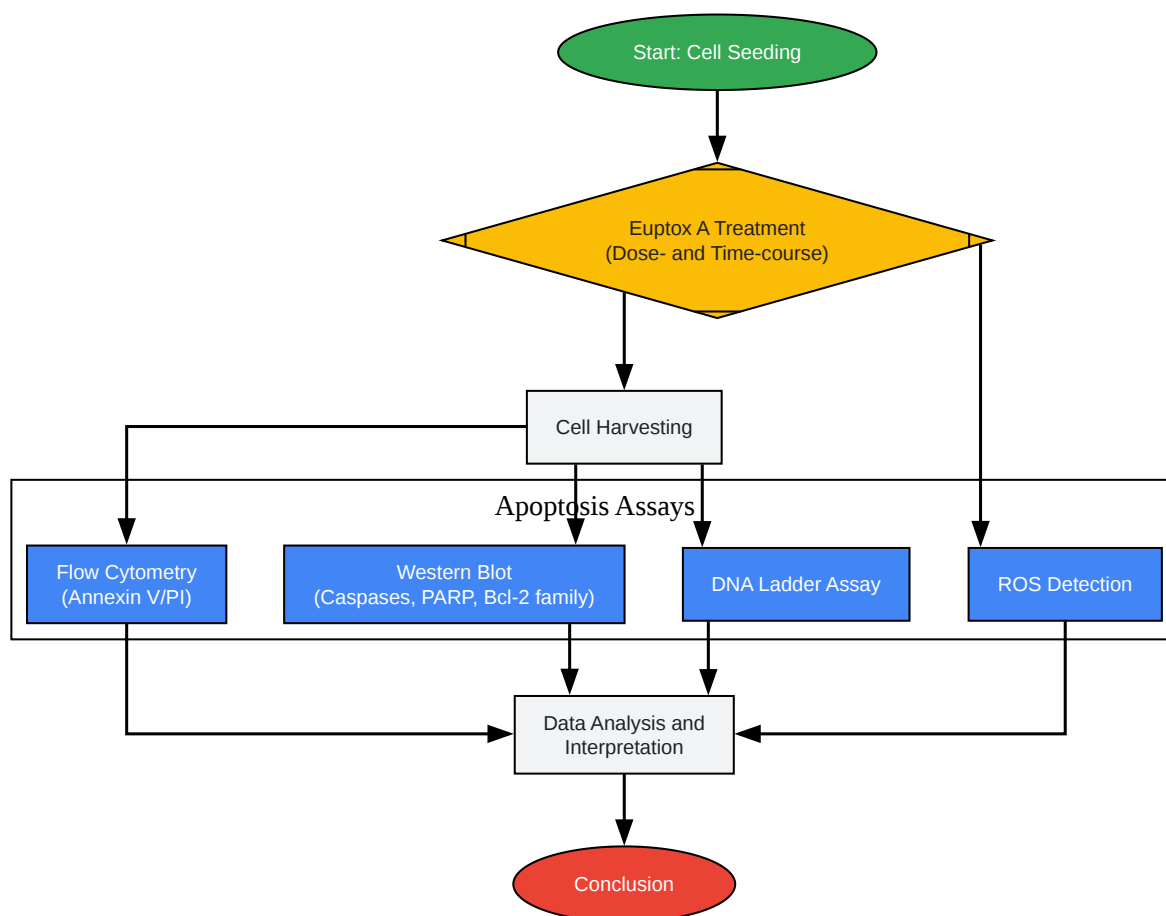 Start: Cell Seeding
Euptox A Treatment
(Dose- and Time-course)
Cell Harvesting
Apoptosis Assays
Flow Cytometry
(Annexin V/PI)
Western Blot
(Caspases, PARP, Bcl-2 family)
DNA Ladder Assay
ROS Detection
Data Analysis and
Interpretation
Conclusion